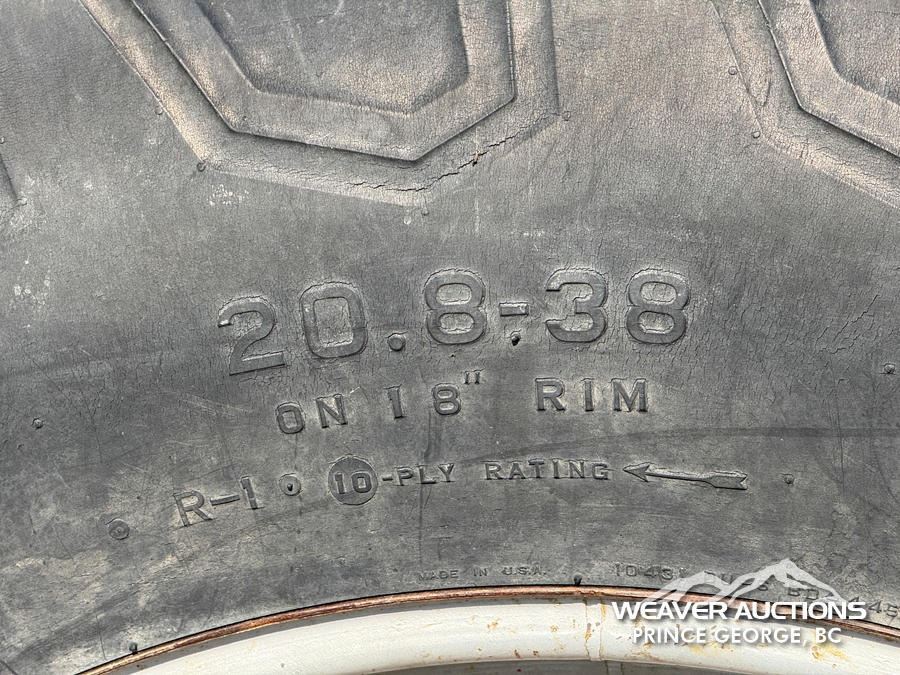 20.8-38
ON 18" RIM
R-1 • 10-PLY RATING
MADE IN U.S.A.
WEAVER AUCTIONS
PRINCE GEORGE, BC